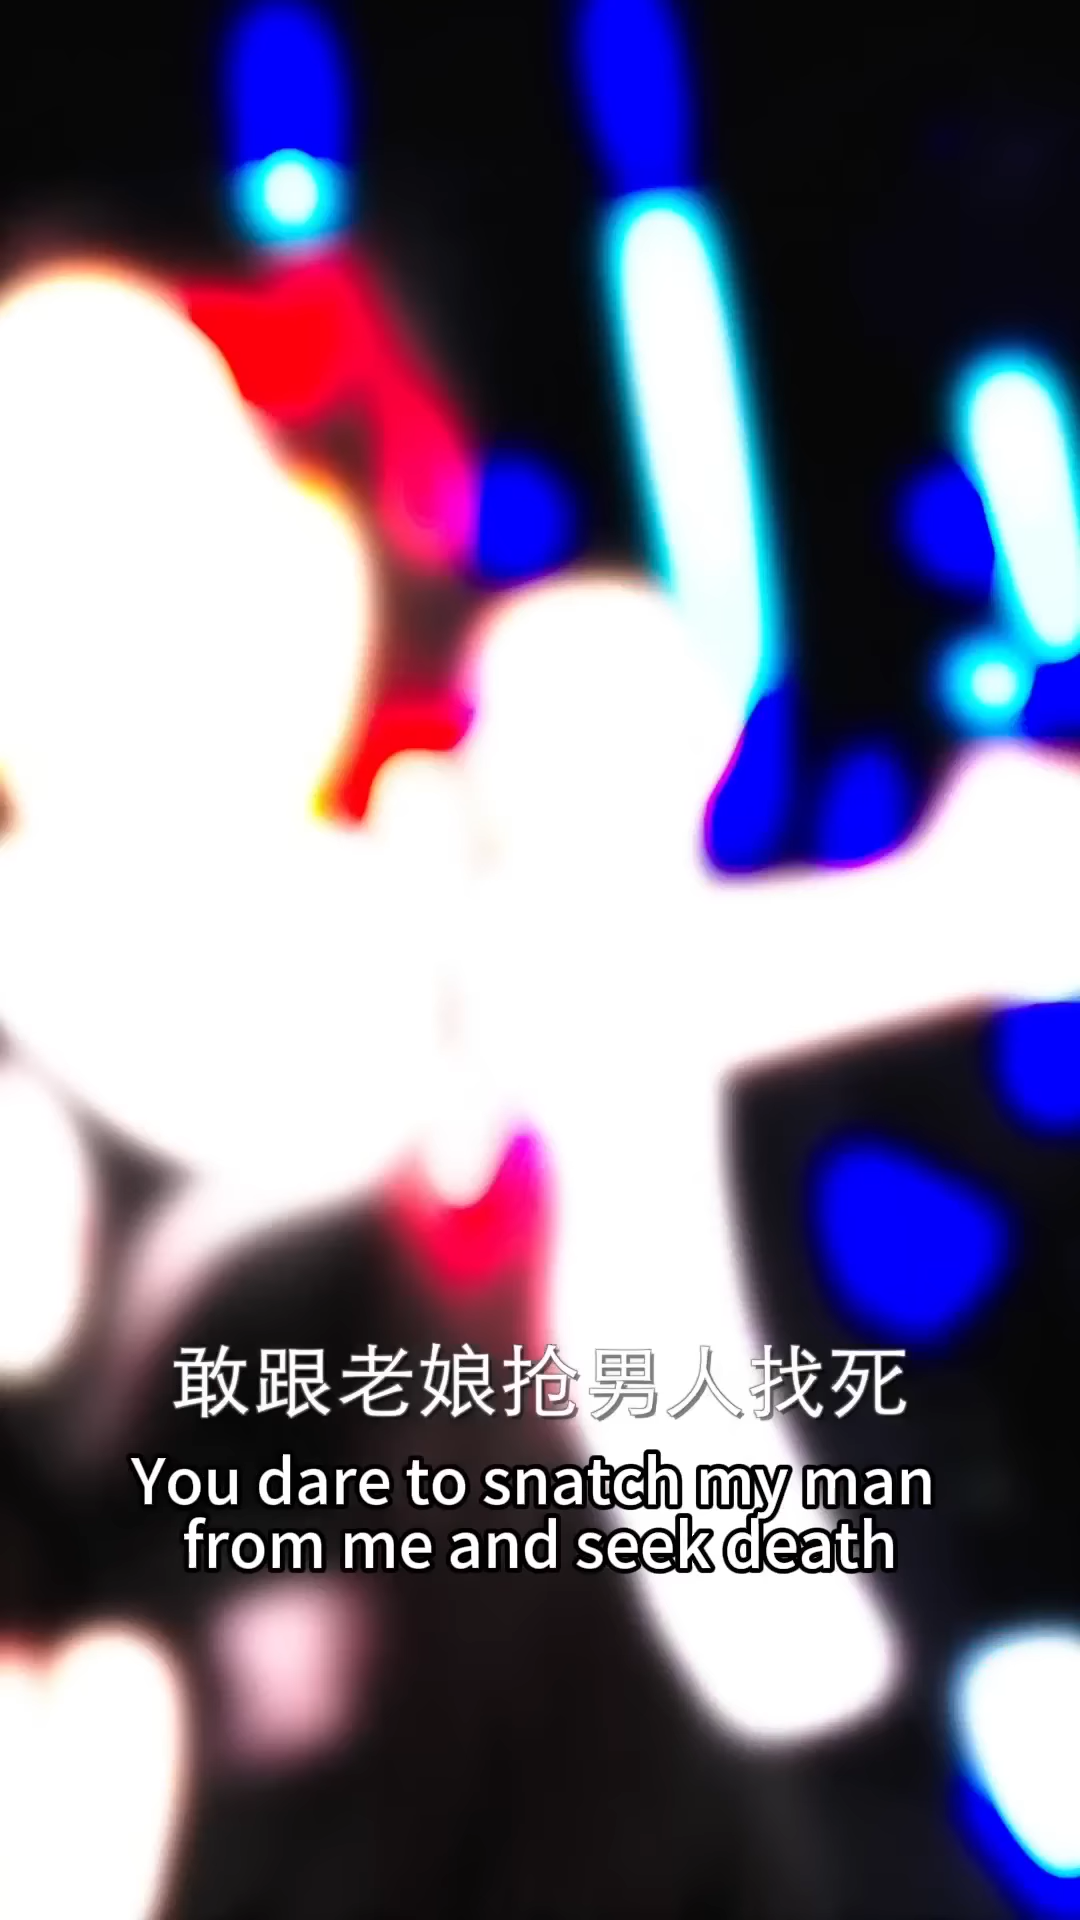 敢跟老娘抢男人找死
You dare to snatch my man
from me and seek death